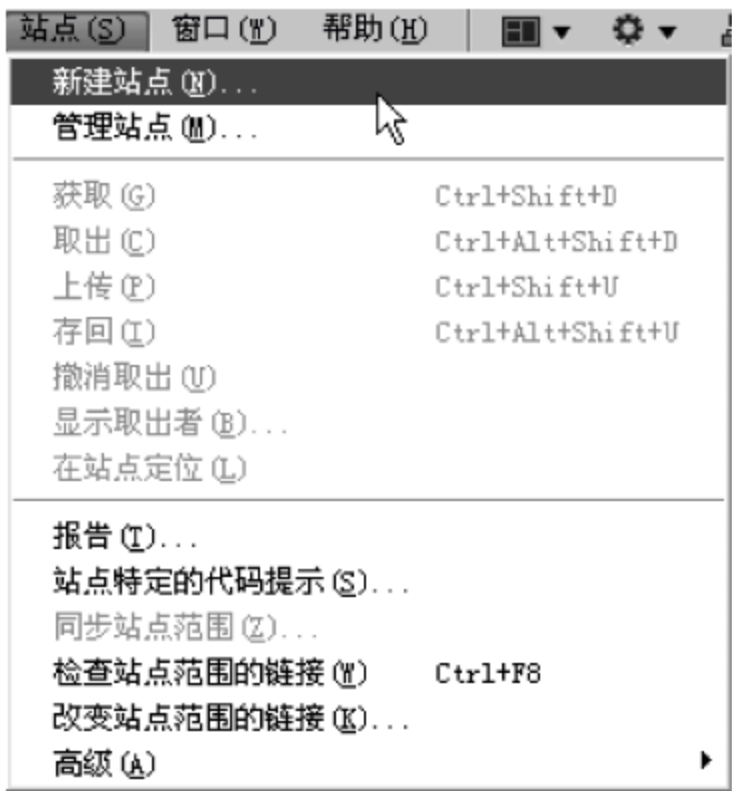 站点(S) 窗口(W) 帮助(H)
新建站点(N)...
管理站点(M)...
获取(G) Ctrl+Shift+D
取出(C) Ctrl+Alt+Shift+D
上传(P) Ctrl+Shift+U
存回(I) Ctrl+Alt+Shift+U
撤消取出(U)
显示取出者(B)...
在站点定位(L)
报告(T)...
站点特定的代码提示(S)...
同步站点范围(Z)...
检查站点范围的链接(W) Ctrl+F8
改变站点范围的链接(K)...
高级(A)